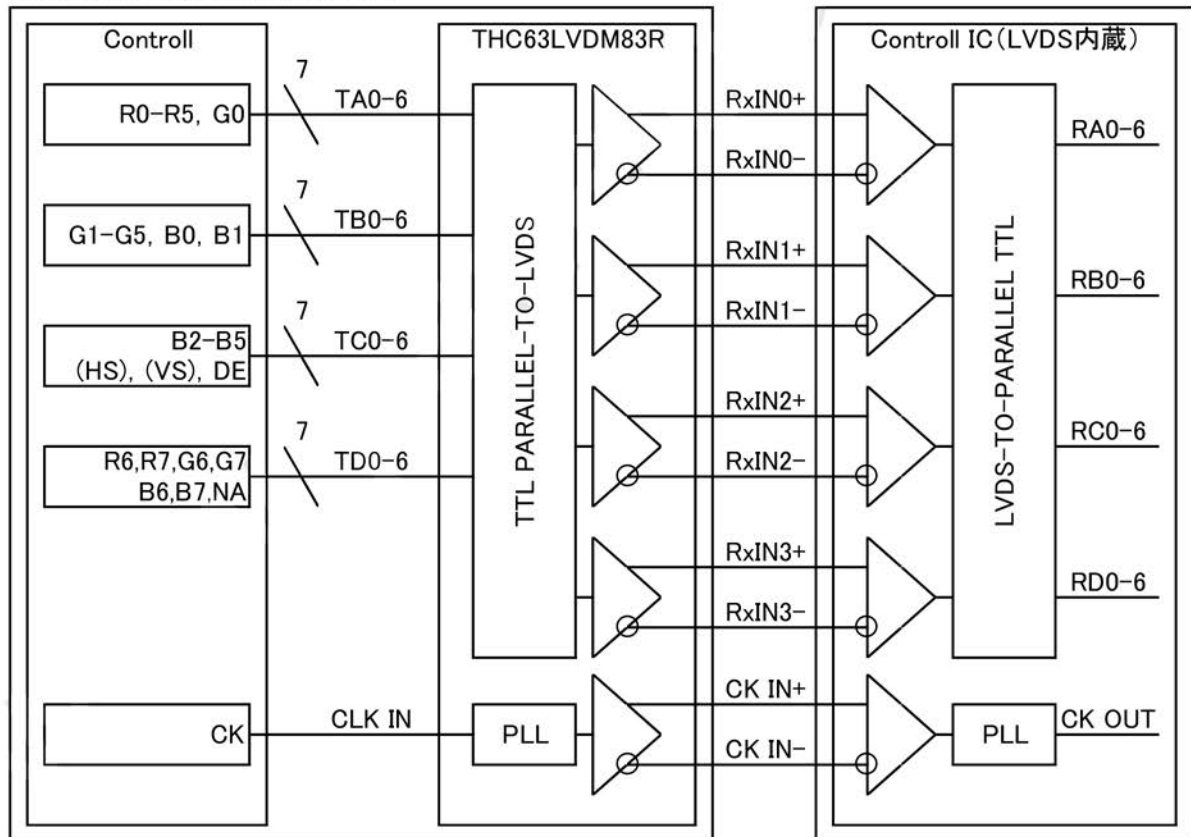 Controll
THC63LVDM83R
Controll IC(LVDS内蔵)
R0-R5, G0
7
TA0-6
G1-G5, B0, B1
7
TB0-6
B2-B5
(HS), (VS), DE
7
TC0-6
R6,R7,G6,G7
B6,B7,NA
7
TD0-6
CK
CLK IN
TTL PARALLEL-TO-LVDS
PLL
RxIN0+
RxIN0-
RxIN1+
RxIN1-
RxIN2+
RxIN2-
RxIN3+
RxIN3-
CK IN+
CK IN-
LVDS-TO-PARALLEL TTL
PLL
RA0-6
RB0-6
RC0-6
RD0-6
CK OUT